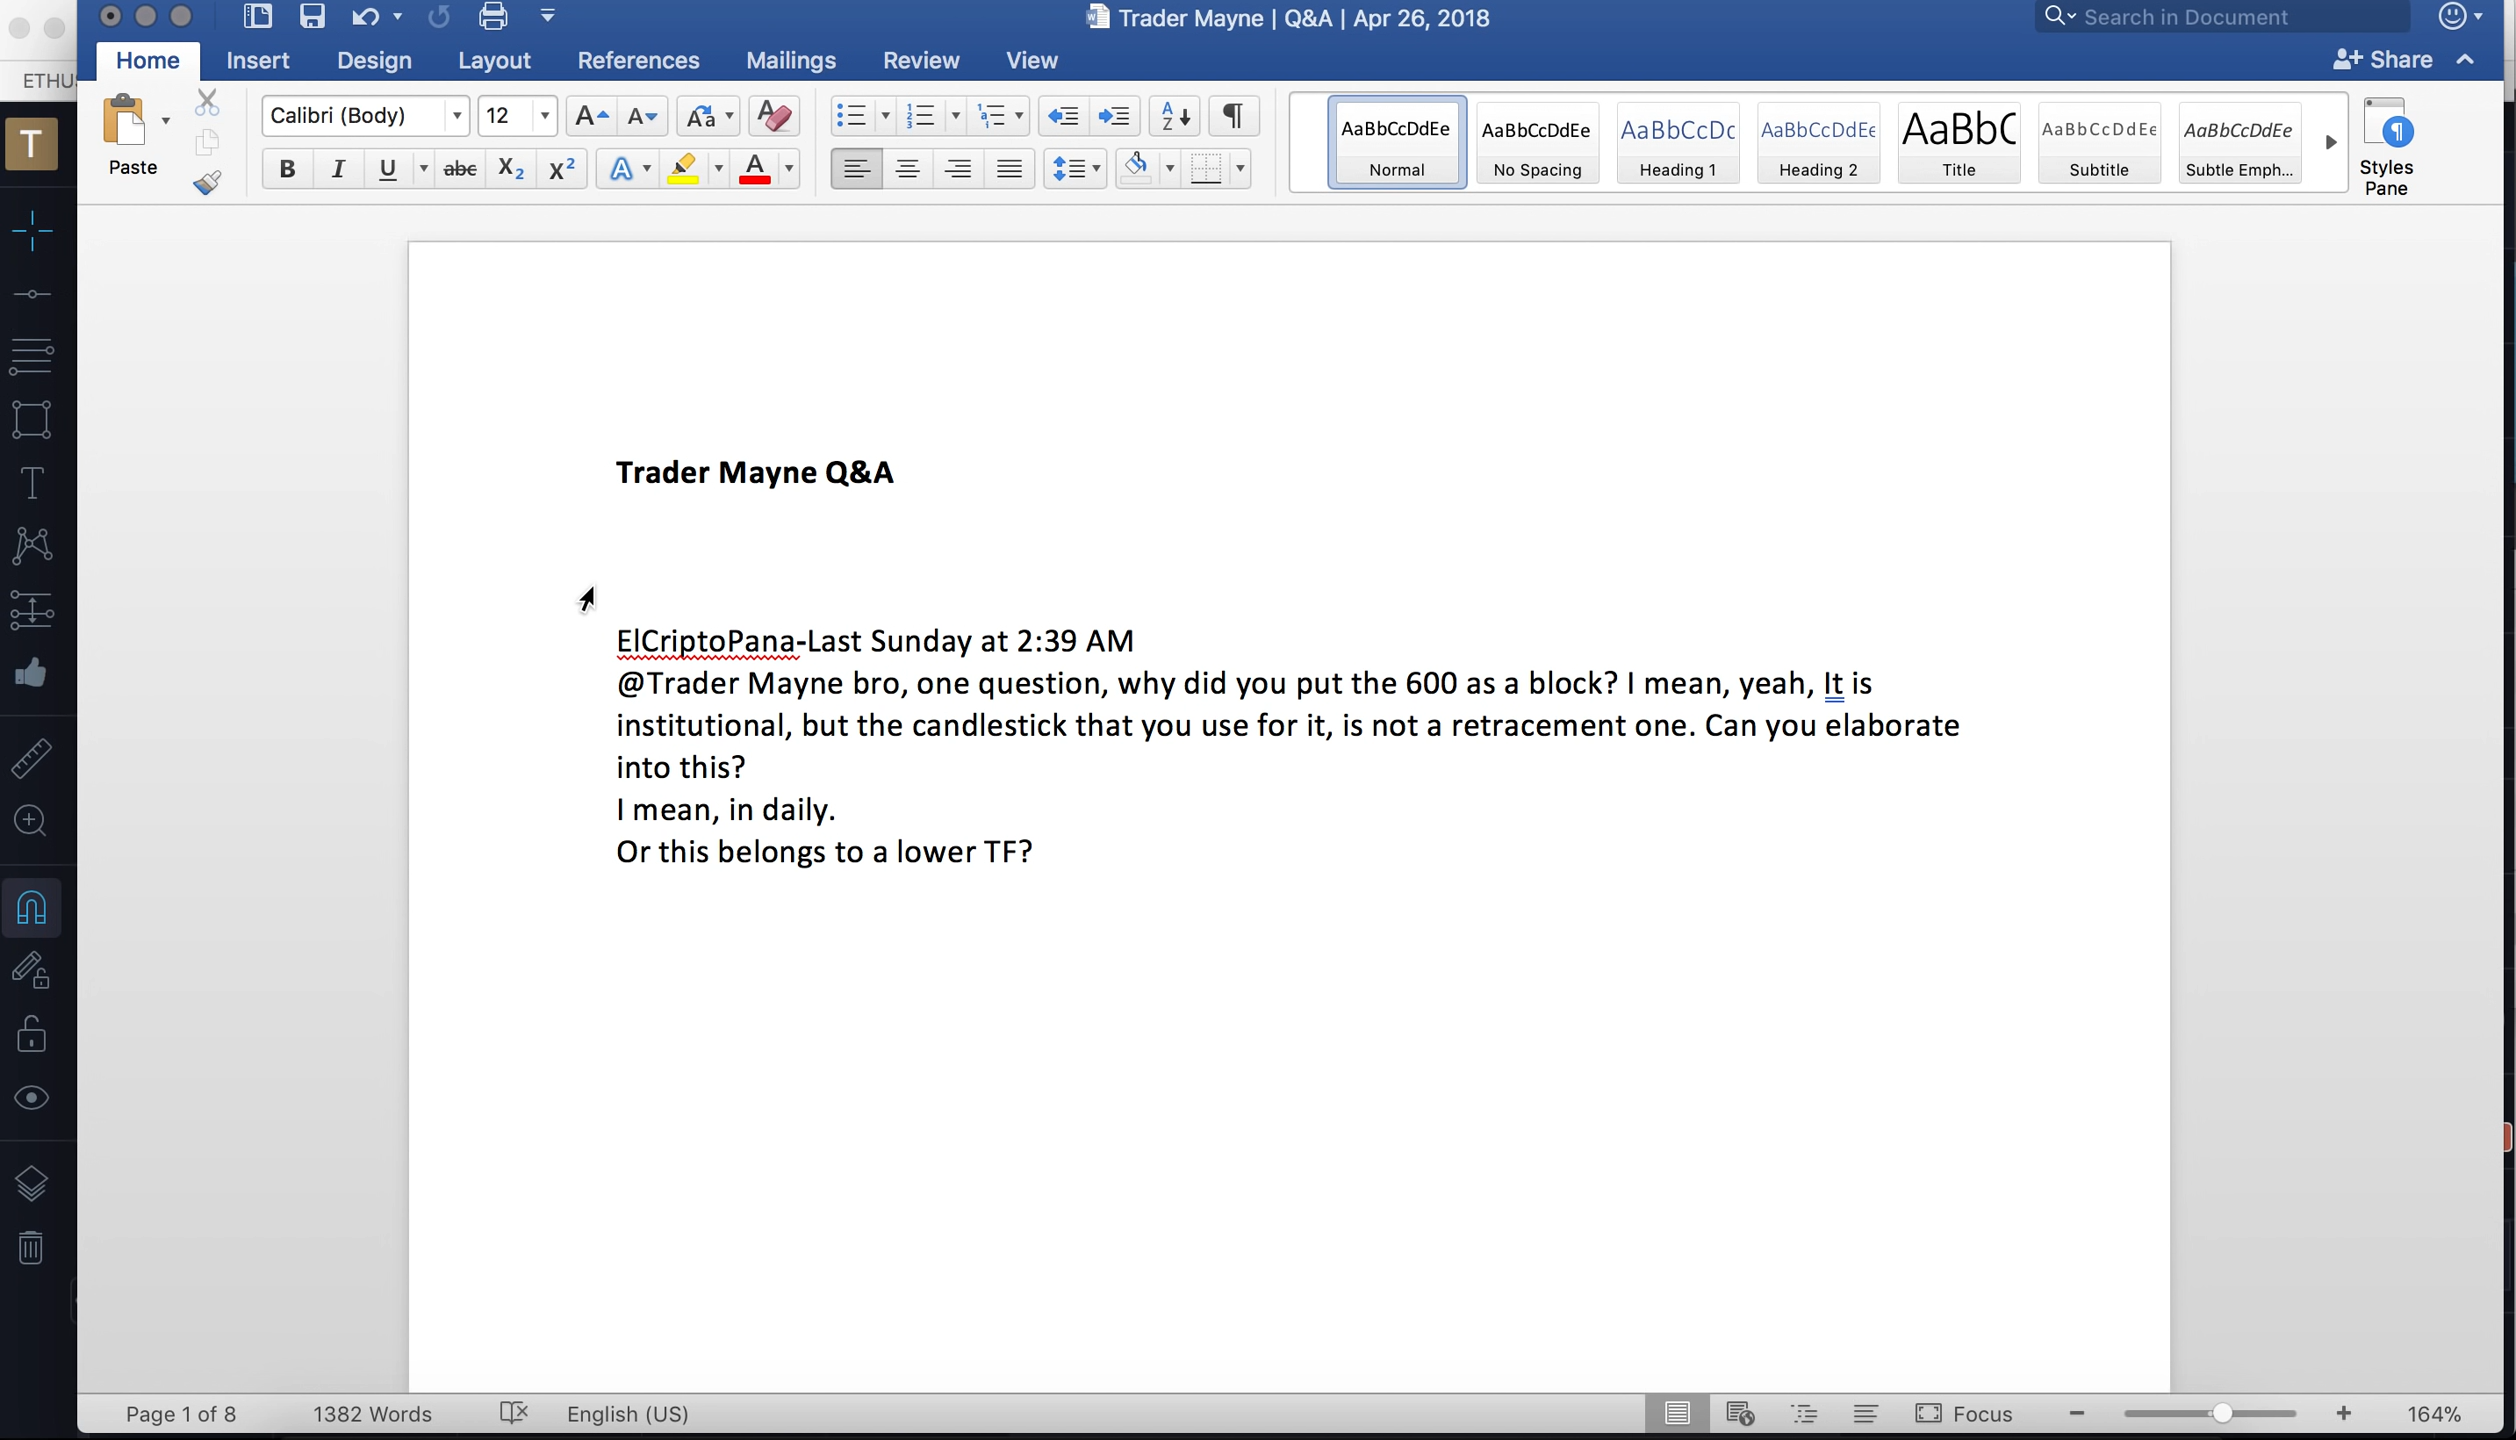 Trader Mayne | Q&A | Apr 26, 2018
Search in Document
Home Insert Design Layout References Mailings Review View
Share
ETHUS
T
Paste
Calibri (Body)
12
AaBbCcDdEe
Normal
AaBbCcDdEe
No Spacing
AaBbCcDc
Heading 1
AaBbCcDdEe
Heading 2
AaBbC
Title
AaBbCcDdEe
Subtitle
AaBbCcDdEe
Subtle Emph...
Styles
Pane
B I U abc X2 X2 A A
Trader Mayne Q&A
ElCriptoPana-Last Sunday at 2:39 AM
@Trader Mayne bro, one question, why did you put the 600 as a block? I mean, yeah, It is
institutional, but the candlestick that you use for it, is not a retracement one. Can you elaborate
into this?
I mean, in daily.
Or this belongs to a lower TF?
Page 1 of 8
1382 Words
English (US)
Focus
164%